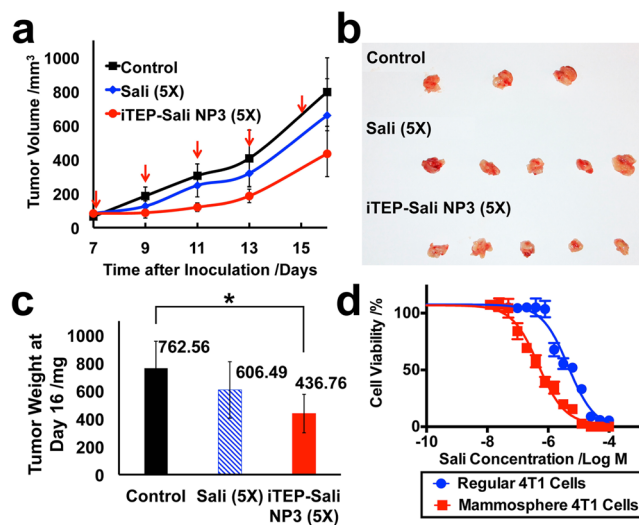 a
Tumor Volume /mm³
1000
800
600
400
200
0
Control
Sali (5X)
iTEP-Sali NP3 (5X)
7 9 11 13 15
Time after Inoculation /Days
b
Control
Sali (5X)
iTEP-Sali NP3 (5X)
c
Tumor Weight at
Day 16 /mg
1000
800
600
400
200
0
*
762.56
606.49
436.76
Control Sali (5X) iTEP-Sali
NP3 (5X)
d
Cell Viability /%
100
50
0
-10 -8 -6 -4 -2
Sali Concentration /Log M
Regular 4T1 Cells
Mammosphere 4T1 Cells